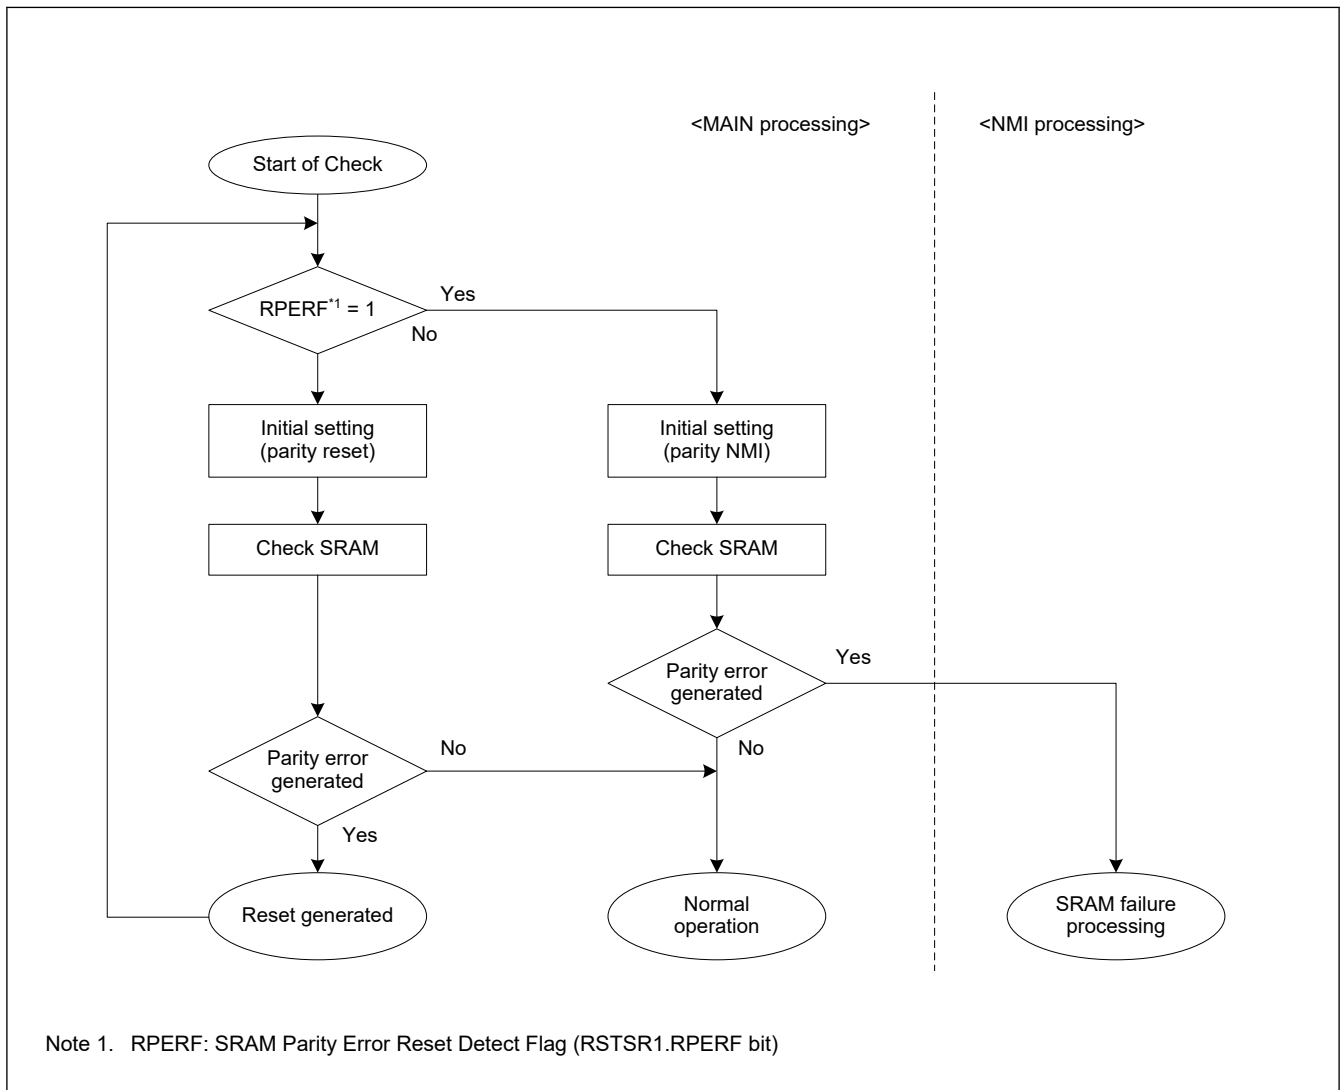 <MAIN processing>
<NMI processing>
Start of Check
RPERF*1 = 1
Yes
No
Initial setting
(parity reset)
Initial setting
(parity NMI)
Check SRAM
Check SRAM
Parity error
generated
Yes
No
Parity error
generated
No
Yes
Reset generated
Normal
operation
SRAM failure
processing
Note 1. RPERF: SRAM Parity Error Reset Detect Flag (RSTSR1.RPERF bit)